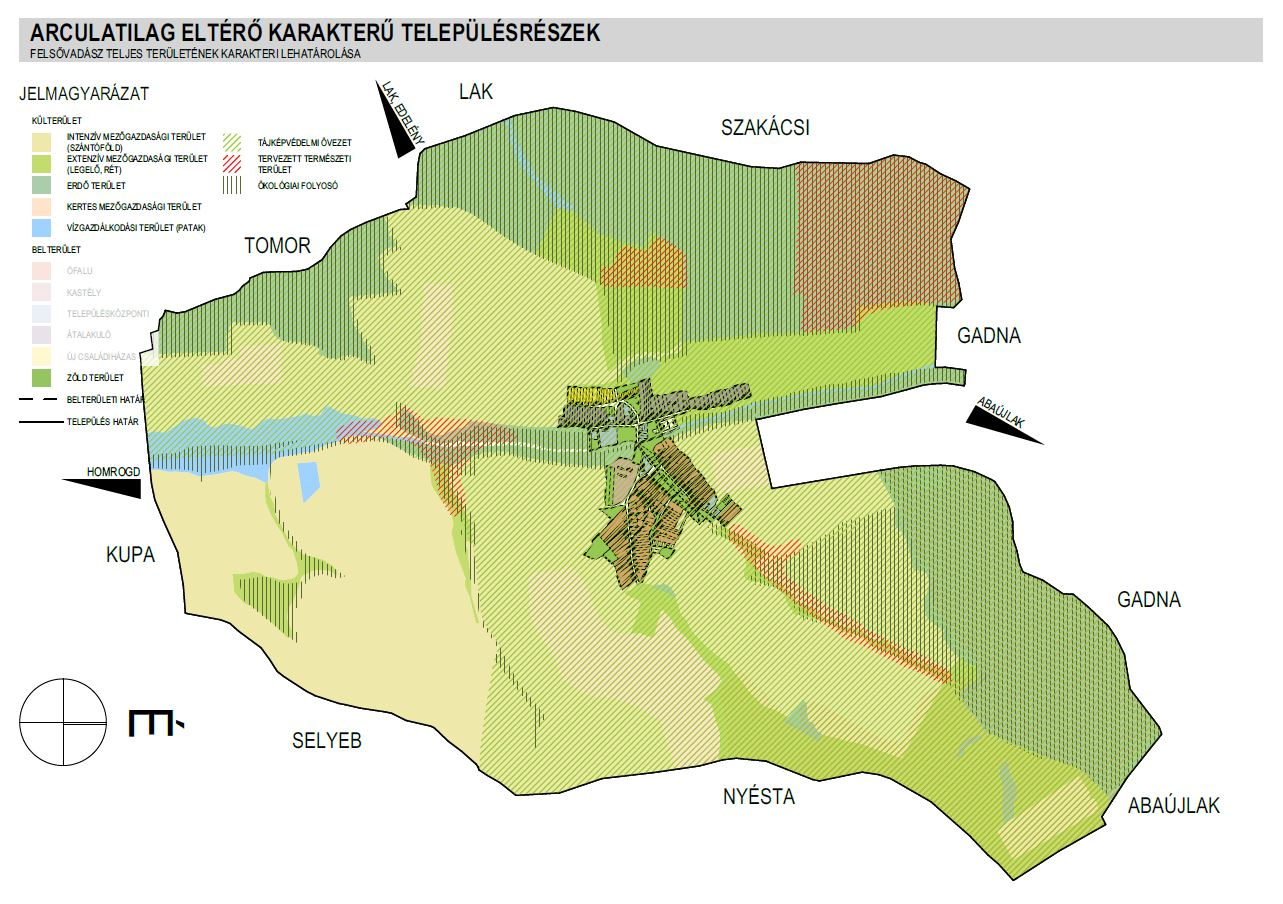 ARCULATILAG ELTÉRŐ KARAKTERŰ TELEPÜLÉSRÉSZEK
FELSŐVADÁSZ TELJES TERÜLETÉNEK KARAKTERI LEHATÁROLÁSA
JELMAGYARÁZAT
KÜLTERÜLET
INTENZÍV MEZŐGAZDASÁGI TERÜLET
(SZÁNTÓFÖLD)
EXTENZÍV MEZŐGAZDASÁGI TERÜLET
(LEGELŐ, RÉT)
ERDŐ TERÜLET
KERTES MEZŐGAZDASÁGI TERÜLET
VÍZGAZDÁLKODÁSI TERÜLET (PATAK)
TÁJKÉPVÉDELMI ÖVEZET
TERVEZETT TERMÉSZETI
TERÜLET
ÖKOLÓGIAI FOLYOSÓ
BELTERÜLET
ÓFALU
KASTÉLY
TELEPÜLÉSKÖZPONTI
ÁTALAKULÓ
ÚJ CSALÁDIHÁZAS
ZÖLD TERÜLET
BELTERÜLETI HATÁR
TELEPÜLÉS HATÁR
LAK, EDELÉNY
LAK
SZAKÁCSI
TOMOR
GADNA
ABAÚJLAK
HOMROGD
KUPA
GADNA
É
SELYEB
NYÉSTA
ABAÚJLAK